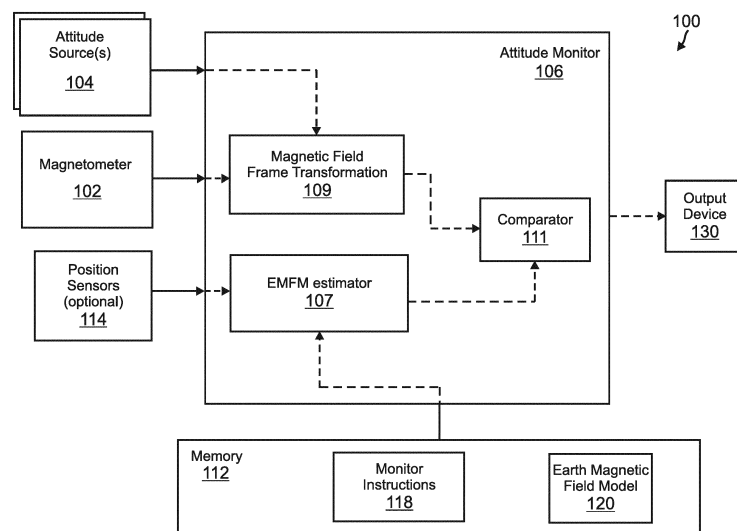 100
Attitude
Source(s)
104
Attitude Monitor
106
Magnetometer
102
Magnetic Field
Frame Transformation
109
Comparator
111
Output
Device
130
Position
Sensors
(optional)
114
EMFM estimator
107
Memory
112
Monitor
Instructions
118
Earth Magnetic
Field Model
120